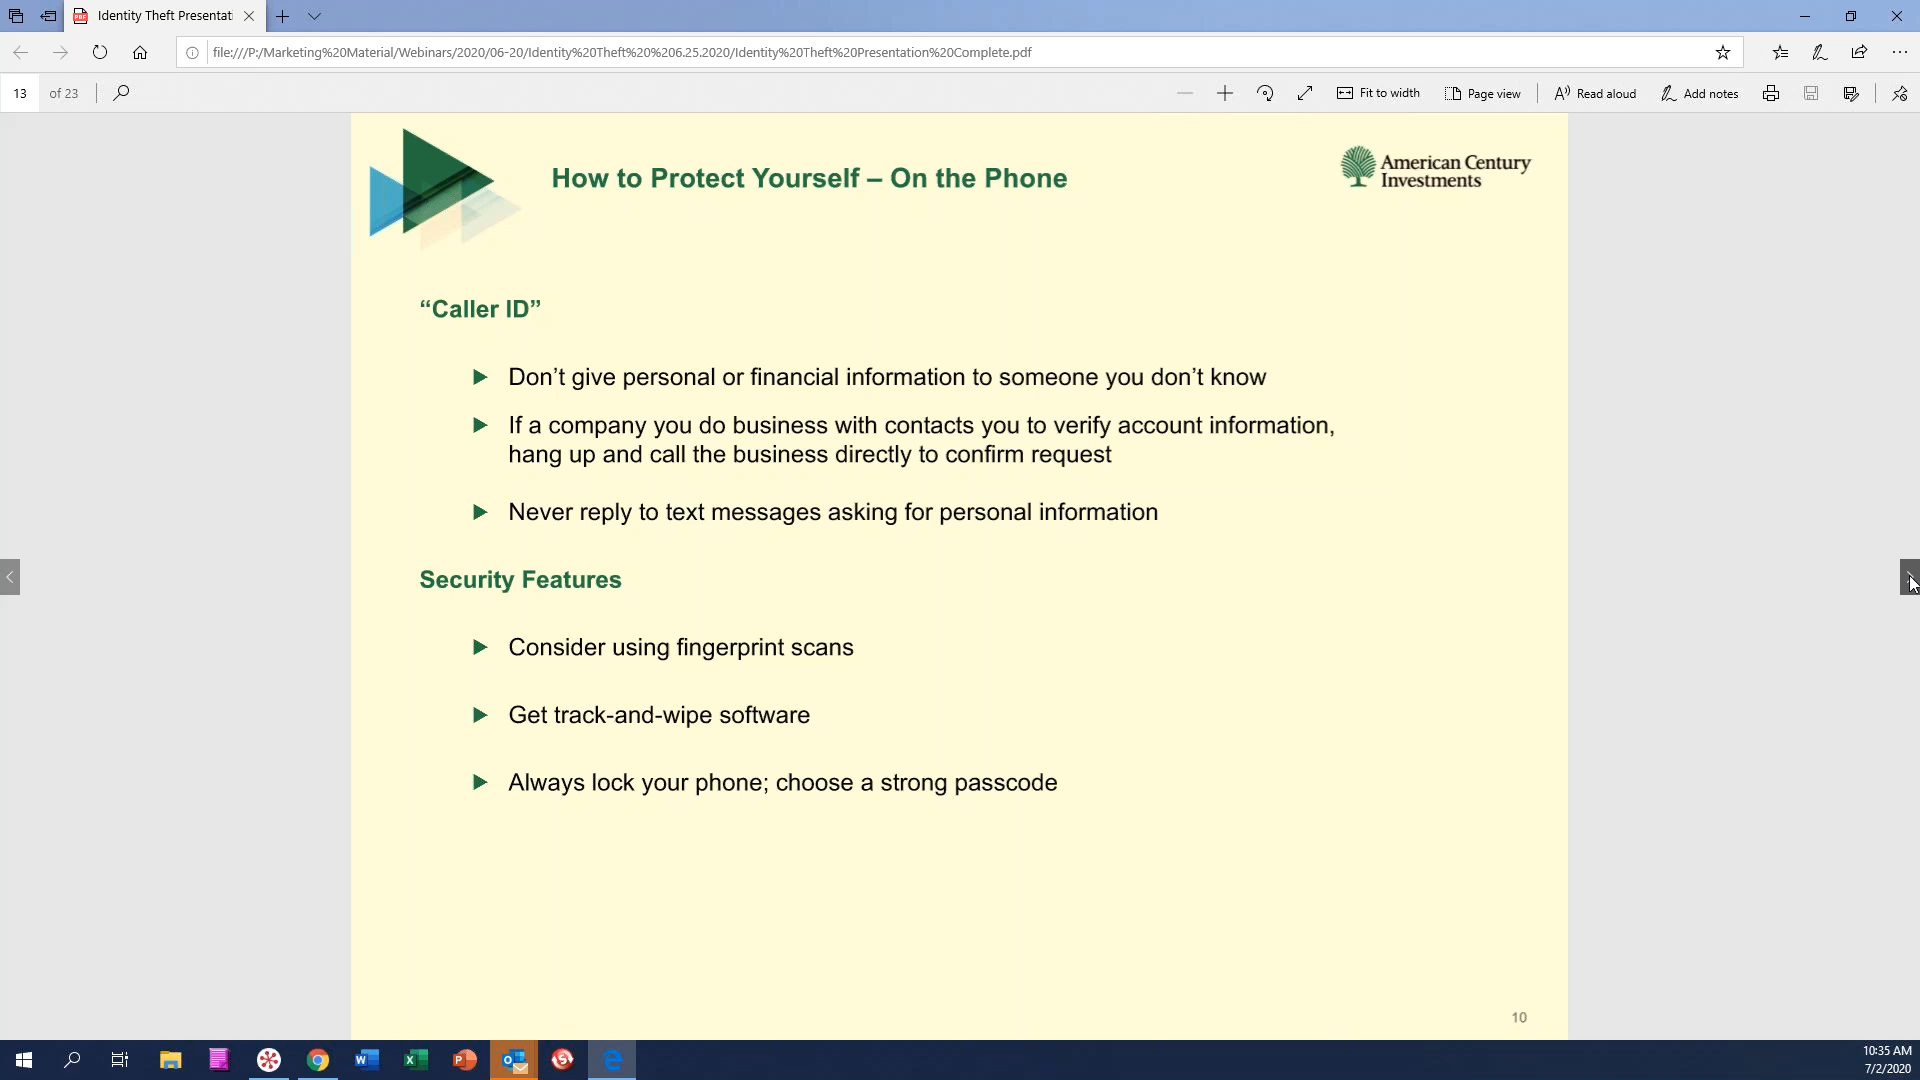 Identity Theft Presentati
file:///P:/Marketing%20Material/Webinars/2020/06-20/Identity%20Theft%20%206.25.2020/Identity%20Theft%20Presentation%20Complete.pdf
13 of 23
Fit to width
Page view
Read aloud
Add notes
How to Protect Yourself – On the Phone
American Century
Investments
“Caller ID”
Don’t give personal or financial information to someone you don’t know
If a company you do business with contacts you to verify account information,
hang up and call the business directly to confirm request
Never reply to text messages asking for personal information
Security Features
Consider using fingerprint scans
Get track-and-wipe software
Always lock your phone; choose a strong passcode
10
10:35 AM
7/2/2020